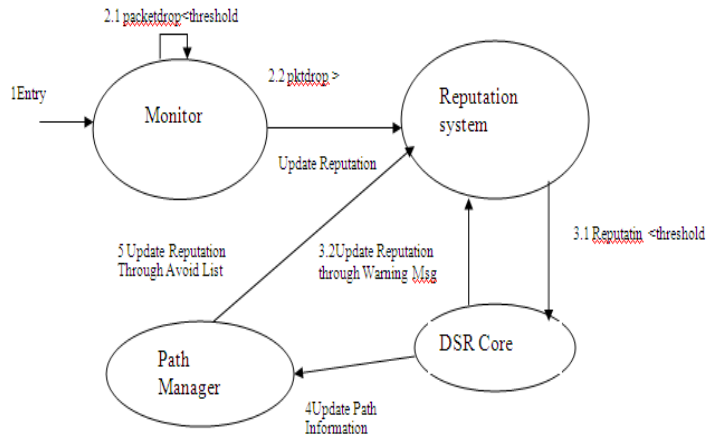 2.1 packetdrop<threshold
2.2 pktdrop >
1Entry
Monitor
Reputation
system
Update Reputation
5 Update Reputation
Through Avoid List
3.2Update Reputation
through Warning Msg
3.1 Reputatin <threshold
DSR Core
Path
Manager
4Update Path
Information